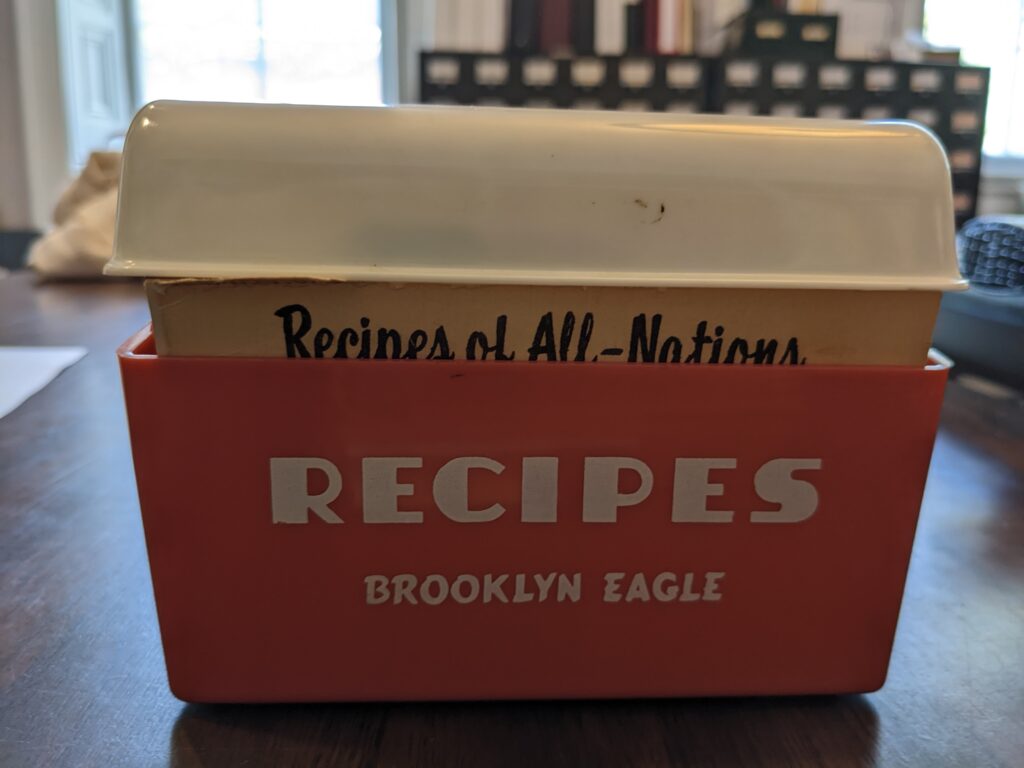 Recipes of All-Nations
RECIPES
BROOKLYN EAGLE